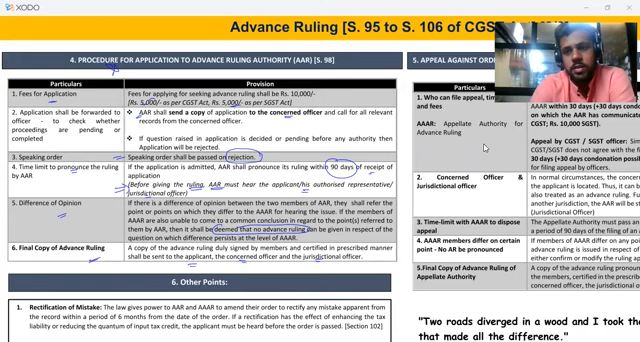 XODO
Advance Ruling [S. 95 to S. 106 of CGST
4. PROCEDURE FOR APPLICATION TO ADVANCE RULING AUTHORITY (AAR) [S. 98]
Particulars
Provision
1. Fees for Application
Fees for applying for seeking advance ruling shall be Rs. 10,000/-
[Rs. 5,000/- as per CGST Act, Rs. 5,000/- as per SGST Act]
2. Application will be forwarded to
officer - to check whether
proceedings are pending or
completed
AAR shall send a copy of application to the concerned officer and call for all relevant
records from the concerned officer.
If question raised in application is decided or pending before any authority then
Application will be rejected.
3. Speaking order
Speaking order shall be passed on rejection.
4. Time limit to pronounce the ruling
by AAR
If the application is admitted, AAR shall pronounce its ruling within 90 days of receipt of
application
(Before giving the ruling, AAR must hear the applicant/his authorised representative/
jurisdiction officer)
5. Difference of Opinion
If there is a difference of opinion between the two members of AAR, they shall refer the
point or points on which they differ to the AAAR for hearing the issue. If the members of
AAAR are also unable to come to a common conclusion in regard to the point(s) referred
to them by AAR, then it shall be deemed that no advance ruling can be given in respect of
the question on which difference persists at the level of AAAR.
6. Final Copy of Advance Ruling
A copy of the advance ruling duly signed by members and certified in prescribed manner
shall be sent to the applicant, the concerned officer and the jurisdictional officer.
6. Other Points:
1. Rectification of Mistake: The law gives power to AAR and AAAR to amend their order to rectify any mistake apparent
from the record within a period of 6 months from the date of order. If a rectification has the effect of enhancing the tax
liability or reducing the quantum of input tax credit, the applicant must be heard before the order is passed. [Section 102]
5. APPEAL AGAINST ORDER
Particulars
1. Who can file appeal, time
and fees
AAAR: Appellate Authority for
Advance Ruling
AAAR within 30 days (+30 days condo
on which the AAR has communicated
CGST; Rs. 10,000 SGST)
Appeal by CGST / SGST officer:
CGST/SGST does not agree with the
30 days (+30 days condonation possi
for filing appeal by officers.
2. Concerned Officer &
Jurisdictional officer
In normal circumstances, the concern
the applicant is located. Thus, it can b
also treated as an advance ruling. Fu
another jurisdiction, the AAR will be st
(Jurisdictional Officer)
3. Time-limit with AAAR to dispose
appeal
The Appellate Authority must pass an
a period of 90 days of the filing of an
4. AAAR members differ on certain
point - No AR be pronounced
If members of AAAR differ on any poi
issued in respect of the question
either confirm or modify the ruling ap
5.Final Copy of Advance Ruling of
Appellate Authority
A copy of the advance ruling pronoun
members, certified in the prescribed
concerned officer, the jurisdictional of
"Two roads diverged in a wood and I took the
that made all the difference."